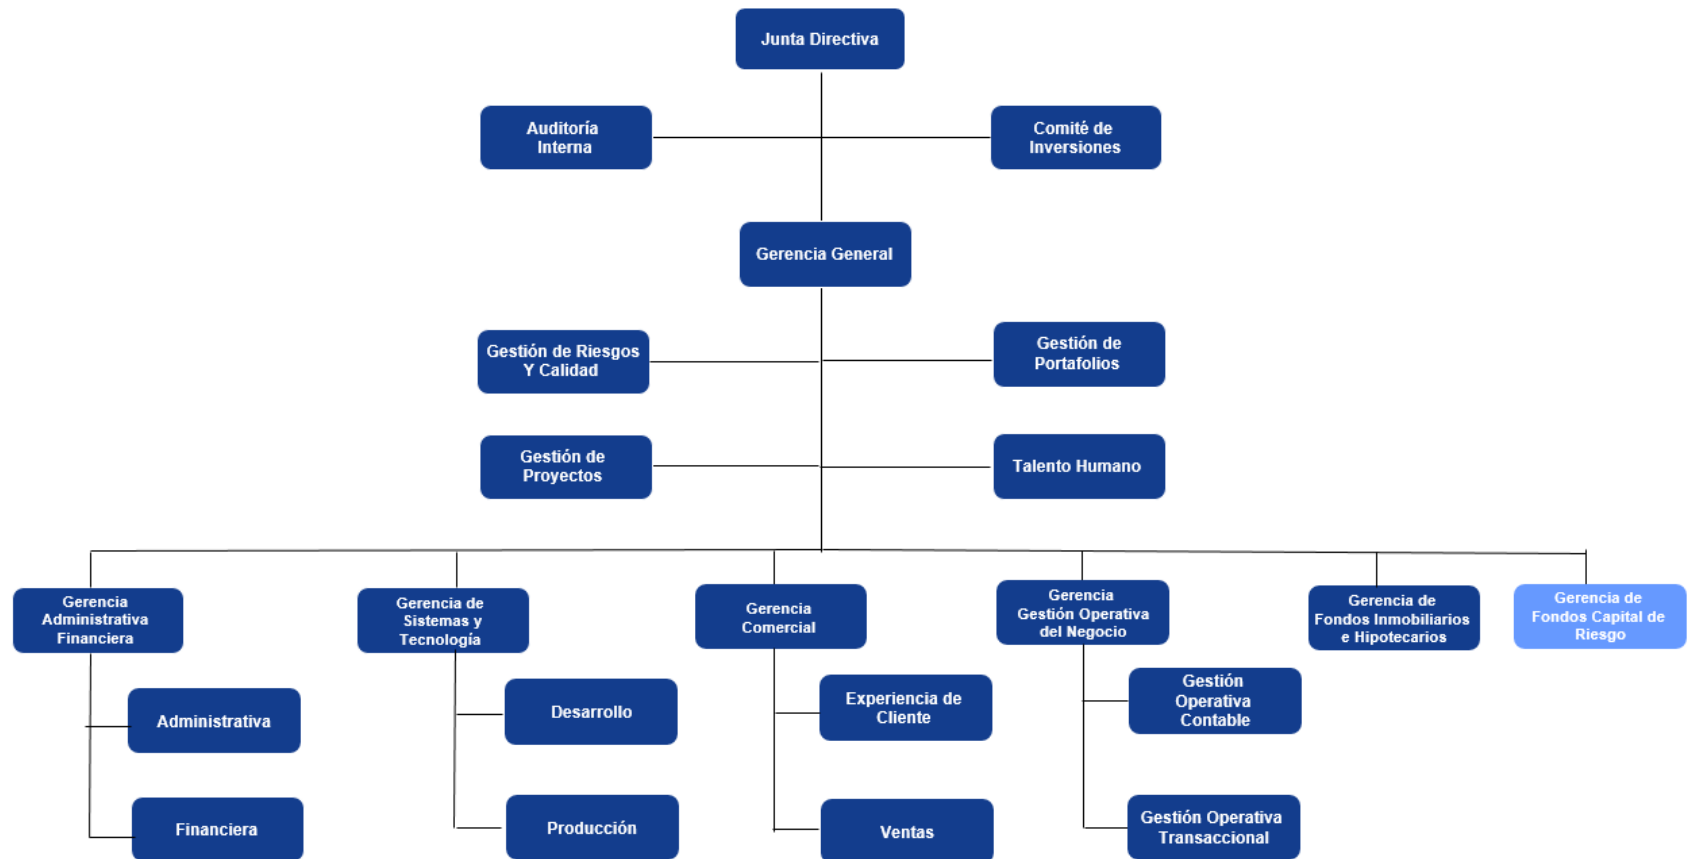 Junta Directiva
Auditoría
Interna
Comité de
Inversiones
Gerencia General
Gestión de Riesgos
Y Calidad
Gestión de
Portafolios
Gestión de
Proyectos
Talento Humano
Gerencia
Administrativa
Financiera
Gerencia de
Sistemas y
Tecnología
Gerencia
Comercial
Gerencia
Gestión Operativa
del Negocio
Gerencia de
Fondos Inmobiliarios
e Hipotecarios
Gerencia de
Fondos Capital de
Riesgo
Administrativa
Desarrollo
Experiencia de
Cliente
Gestión
Operativa
Contable
Financiera
Producción
Ventas
Gestión Operativa
Transaccional